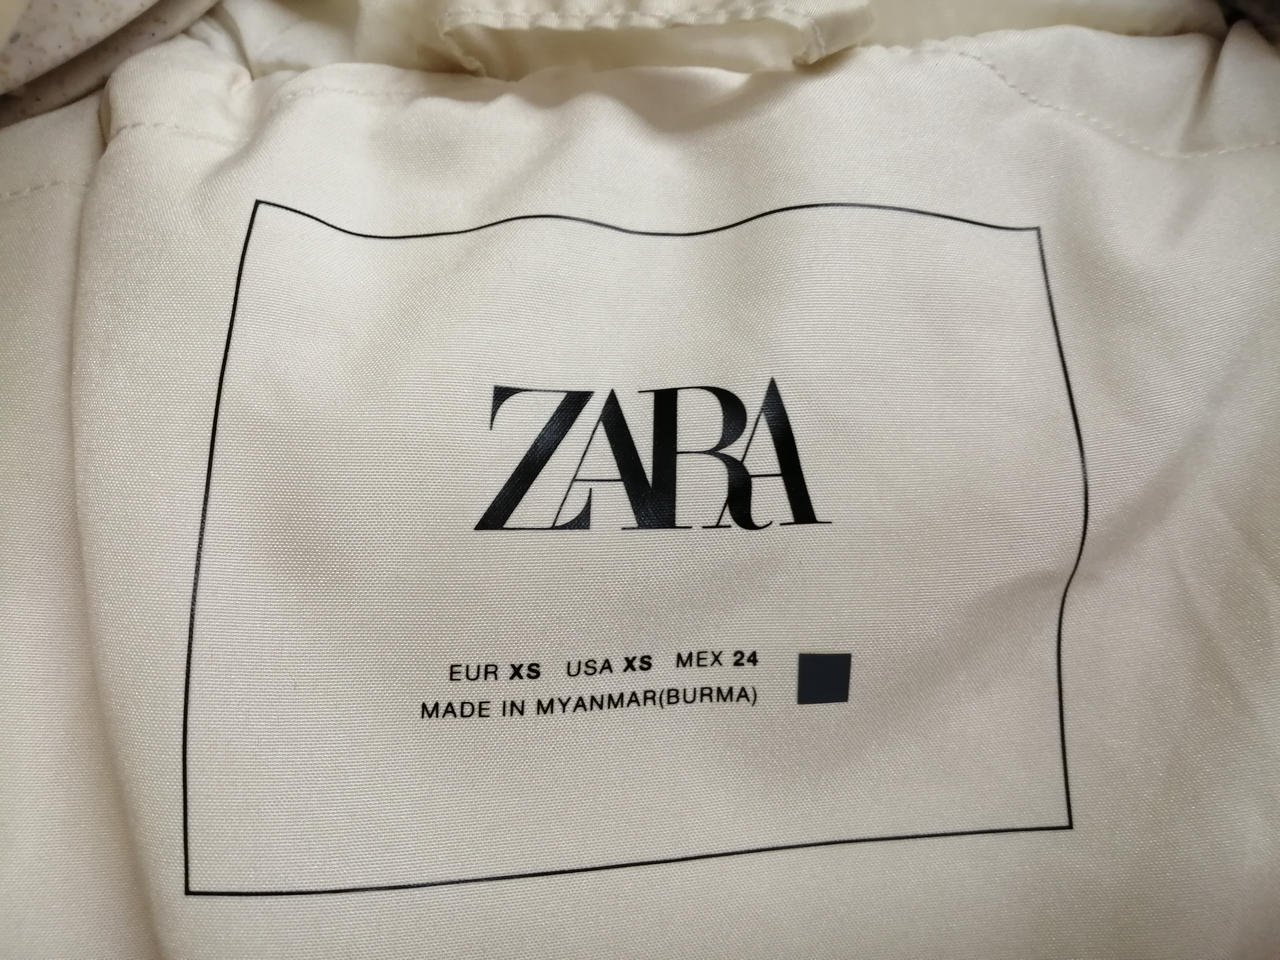 ZARA
EUR XS USA XS MEX 24
MADE IN MYANMAR(BURMA)